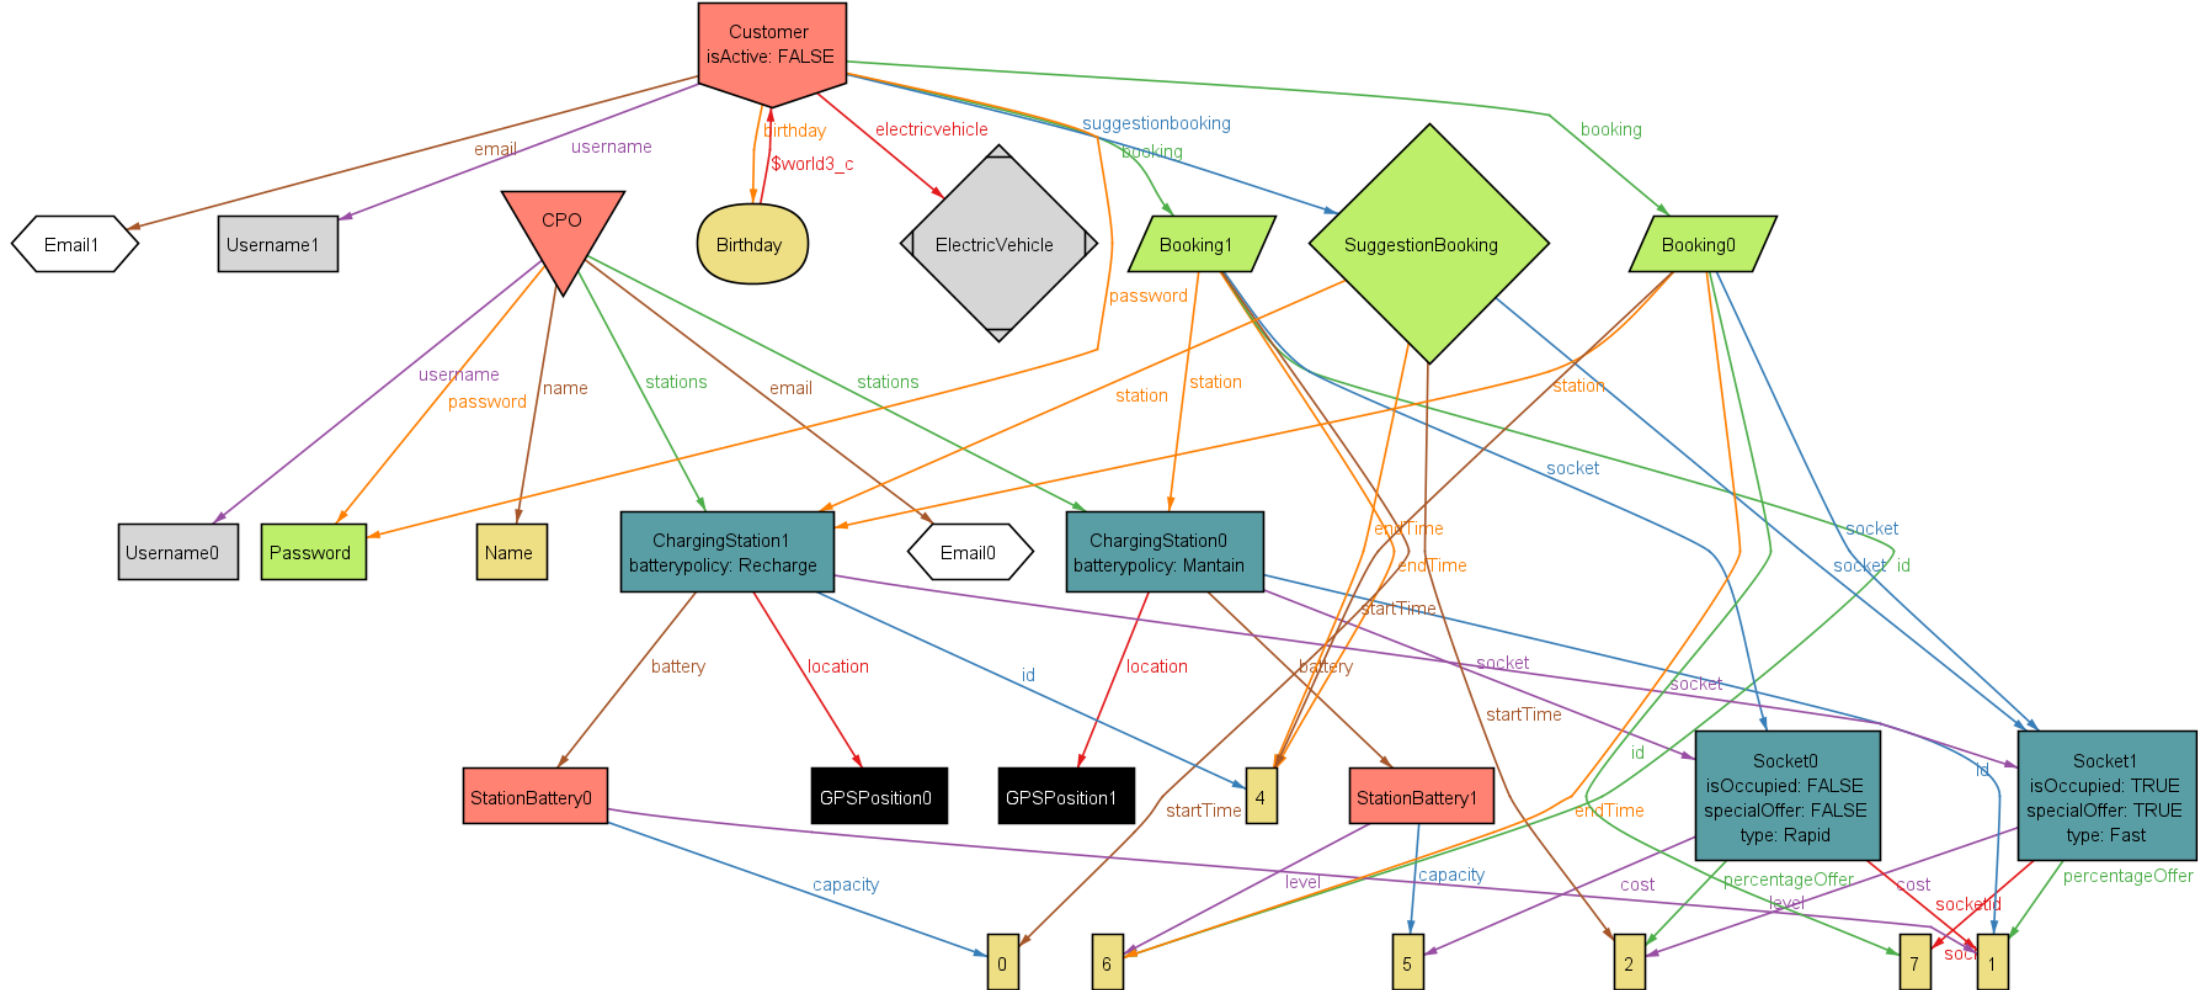 Customer
isActive: FALSE
email
username
birthday
$world3_c
electricvehicle
suggestionbooking
booking
booking
Email1
Username1
CPO
Birthday
ElectricVehicle
Booking1
SuggestionBooking
Booking0
password
username
password
name
stations
email
stations
station
station
station
socket
Username0
Password
Name
ChargingStation1
batterypolicy: Recharge
Email0
ChargingStation0
batterypolicy: Mantain
endTime
endTime
startTime
socket
socket
id
battery
location
id
location
battery
socket
socket
startTime
id
id
StationBattery0
GPSPosition0
GPSPosition1
4
StationBattery1
Socket0
isOccupied: FALSE
specialOffer: FALSE
type: Rapid
Socket1
isOccupied: TRUE
specialOffer: TRUE
type: Fast
startTime
endTime
capacity
level
capacity
cost
percentageOffer
level
cost
socketid
percentageOffer
0
6
5
2
7
1